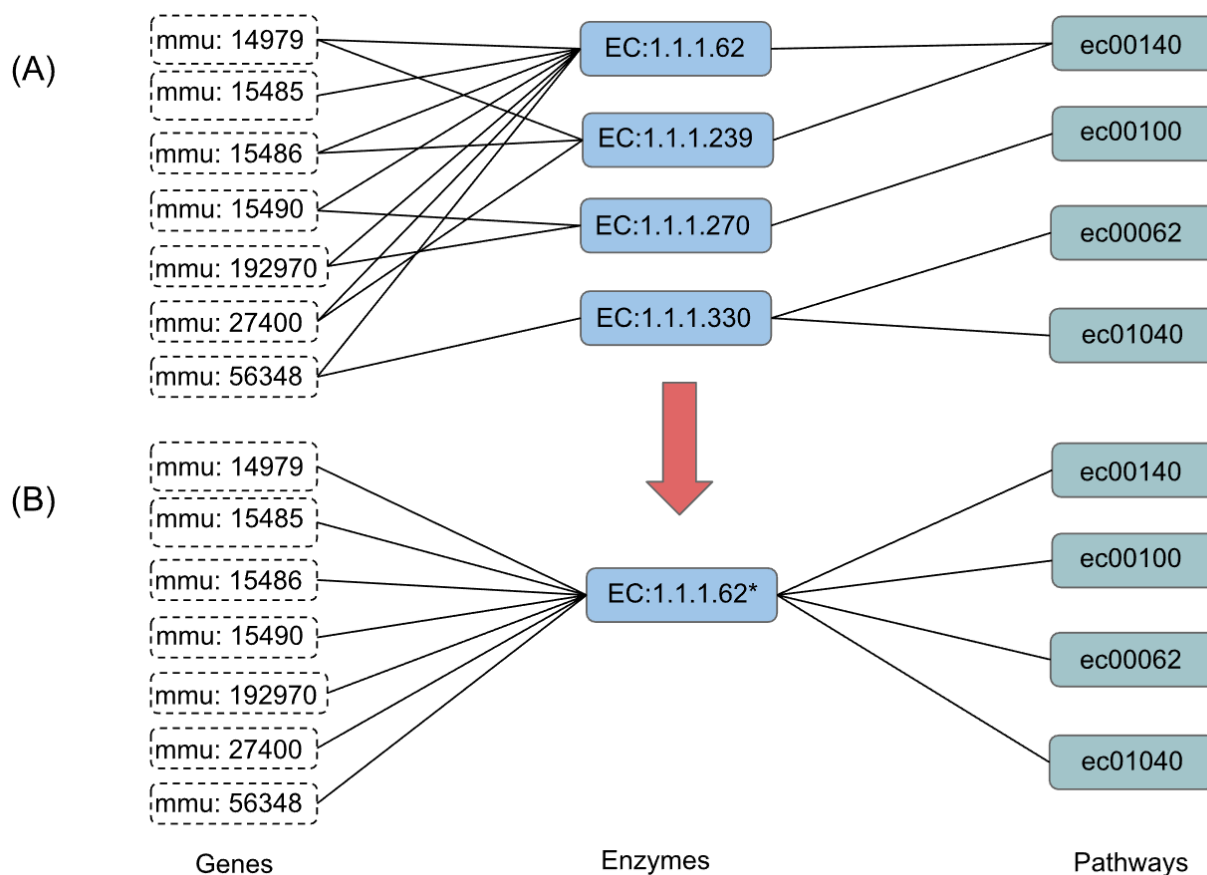 (A)
mmu: 14979
mmu: 15485
mmu: 15486
mmu: 15490
mmu: 192970
mmu: 27400
mmu: 56348
EC:1.1.1.62
EC:1.1.1.239
EC:1.1.1.270
EC:1.1.1.330
ec00140
ec00100
ec00062
ec01040
(B)
mmu: 14979
mmu: 15485
mmu: 15486
mmu: 15490
mmu: 192970
mmu: 27400
mmu: 56348
EC:1.1.1.62*
ec00140
ec00100
ec00062
ec01040
Genes
Enzymes
Pathways